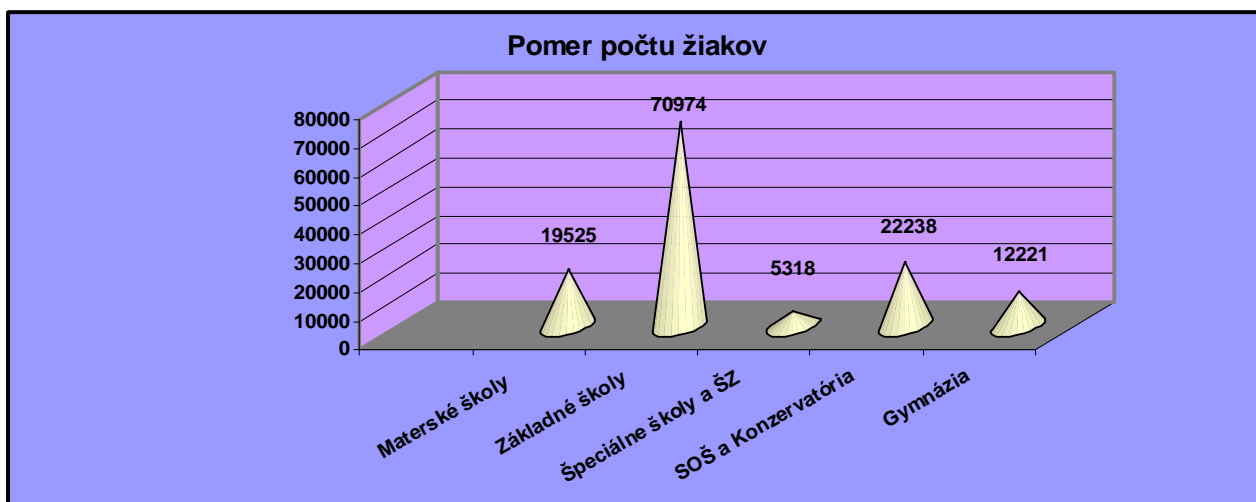 Pomer počtu žiakov
80000
70000
60000
50000
40000
30000
20000
10000
0
19525
70974
5318
22238
12221
Materské školy
Základné školy
Špeciálne školy a ŠZ
SOŠ a Konzervatória
Gymnázia